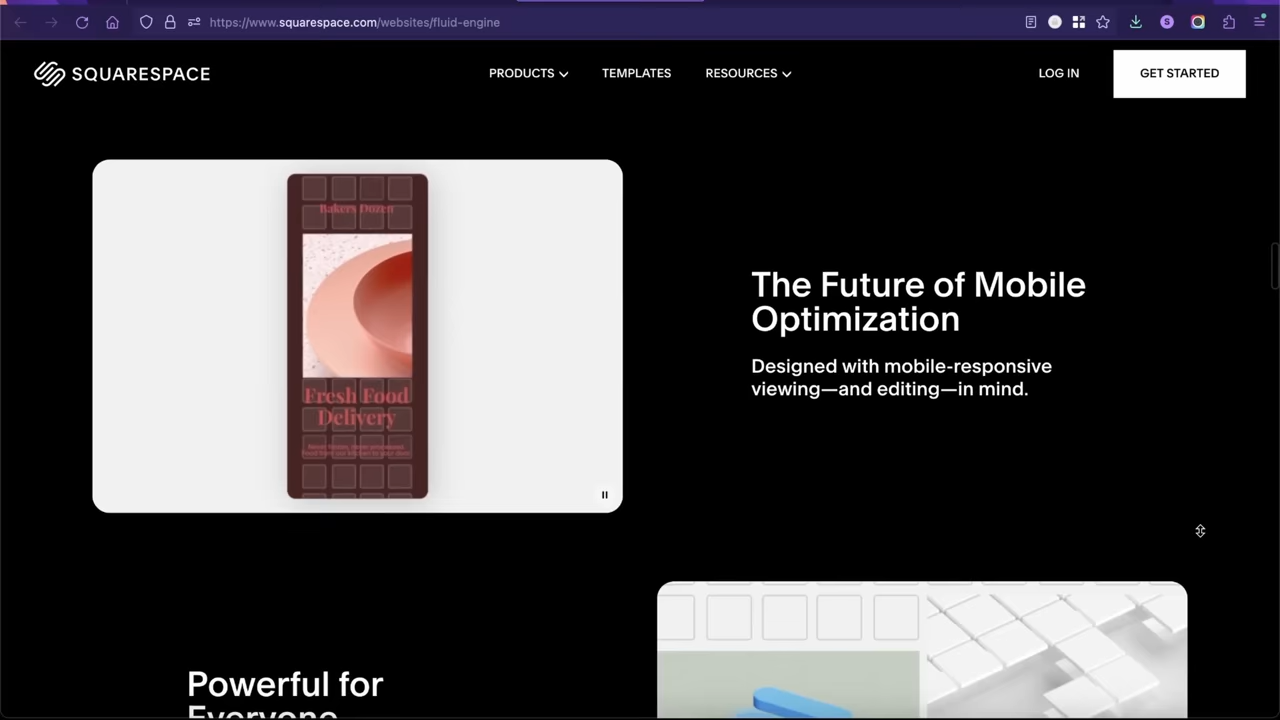 https://www.squarespace.com/websites/fluid-engine
S
SQUARESPACE
PRODUCTS
TEMPLATES
RESOURCES
LOG IN
GET STARTED
Bakers Dozen
Fresh Food
Delivery
The Future of Mobile
Optimization
Designed with mobile-responsive
viewing—and editing—in mind.
Powerful for
Everyone